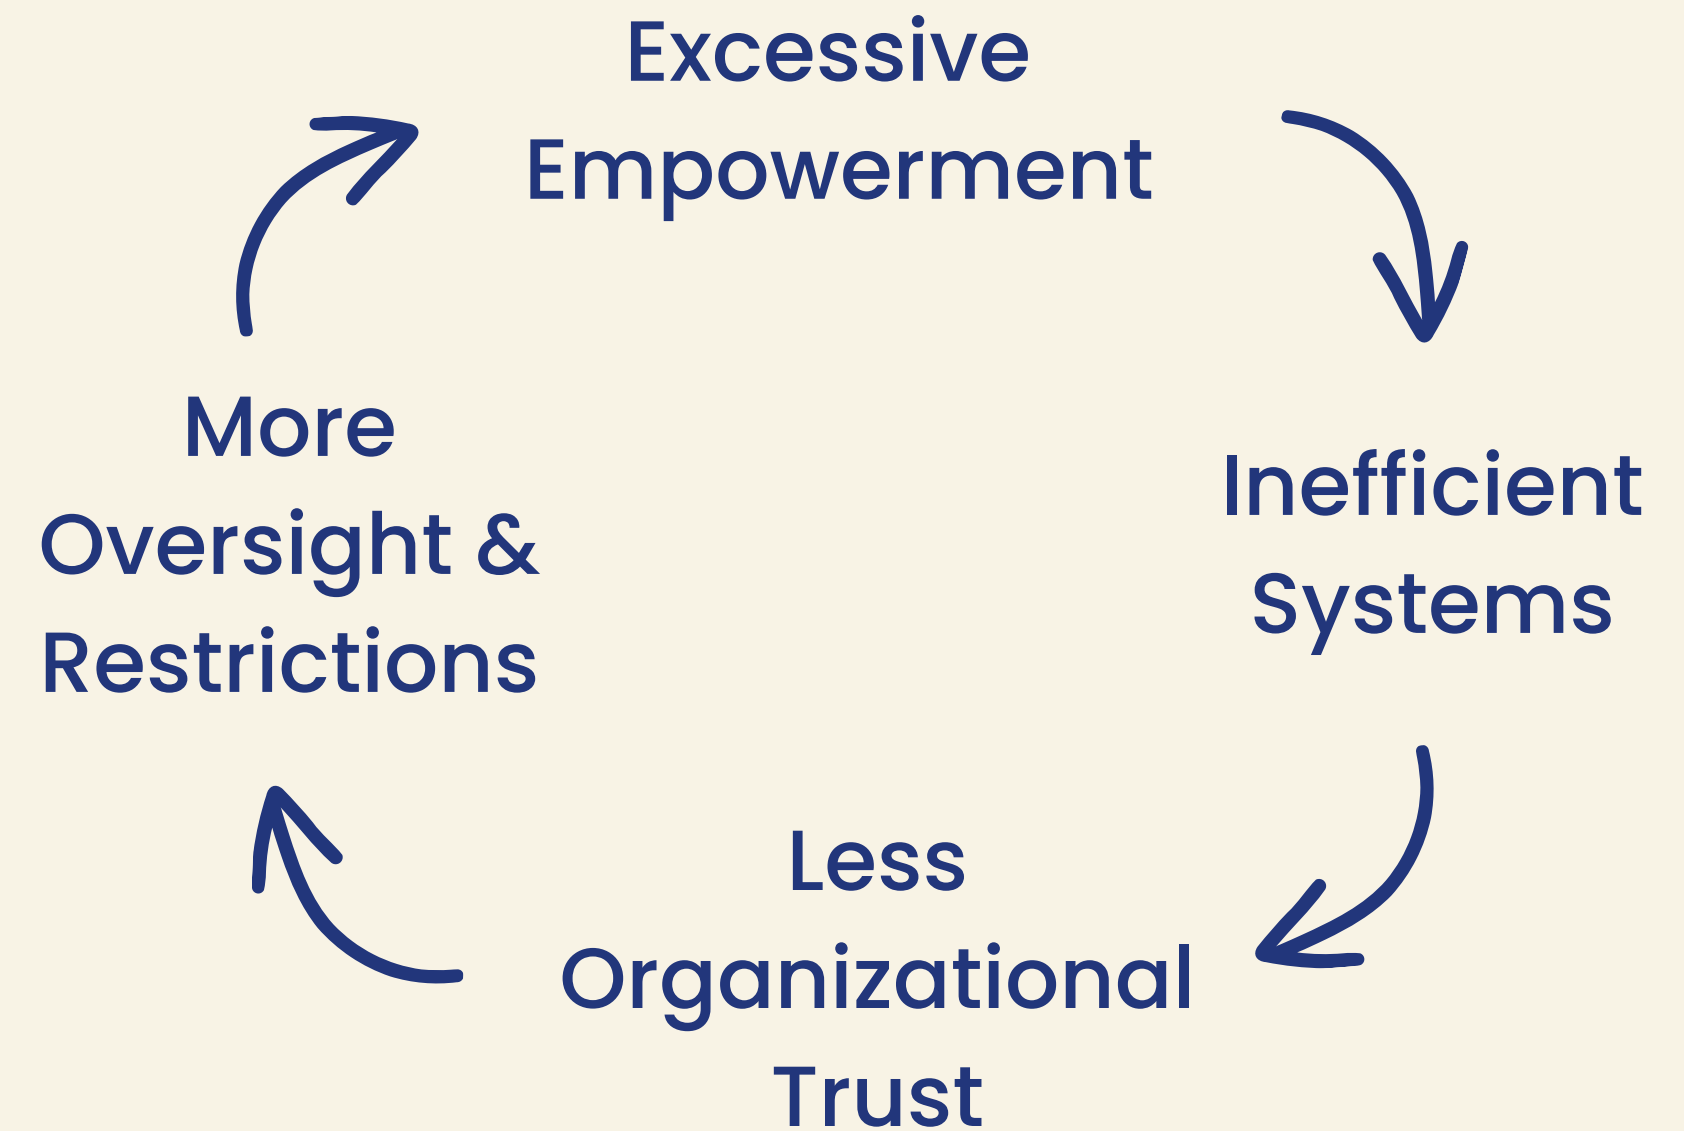 Excessive
Empowerment
Inefficient
Systems
Less
Organizational
Trust
More
Oversight &
Restrictions